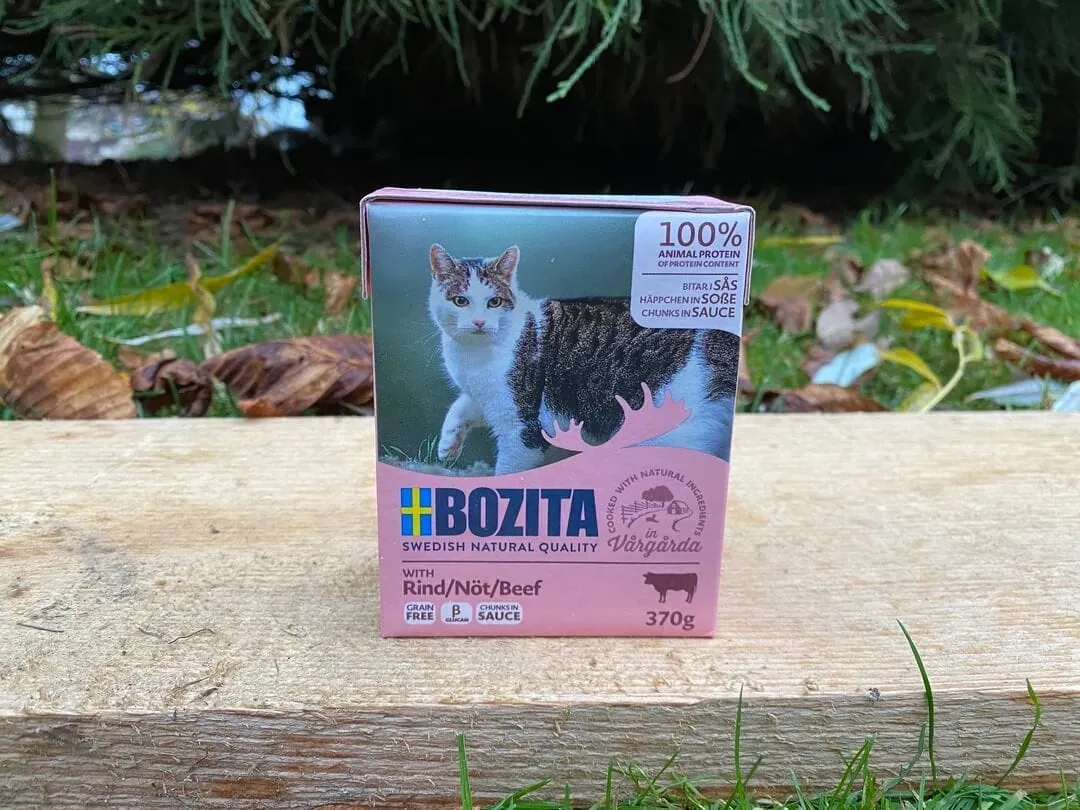 100%
ANIMAL PROTEIN
OF PROTEIN CONTENT
BITAR I SÅS
HÄPPCHEN IN SOßE
CHUNKS IN SAUCE
BOZITA
SWEDISH NATURAL QUALITY
COOKED WITH NATURAL INGREDIENTS
in
Vårgårda
WITH
Rind/Nöt/Beef
GRAIN
FREE
β
GLUCAN
CHUNKS IN
SAUCE
370g